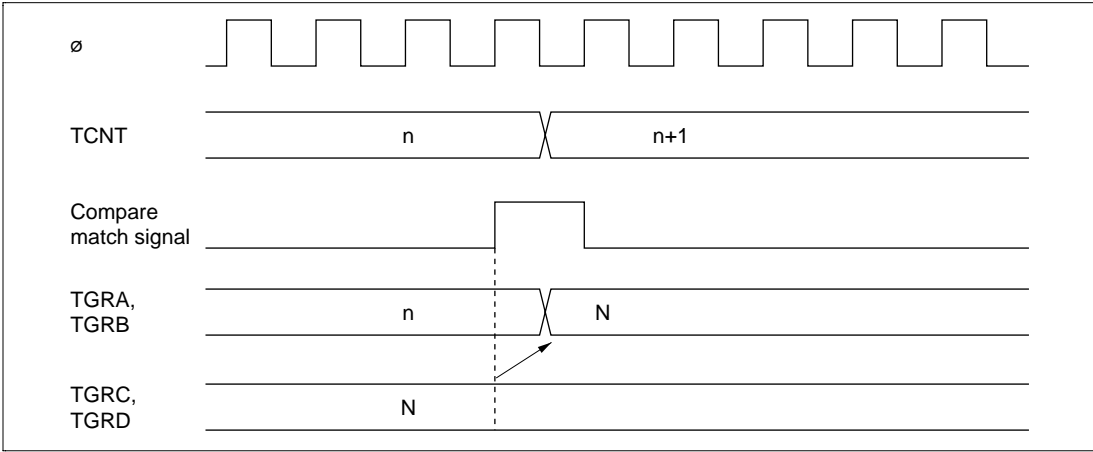 ø
TCNT
n
n+1
Compare
match signal
TGRA,
TGRB
n
N
TGRC,
TGRD
N